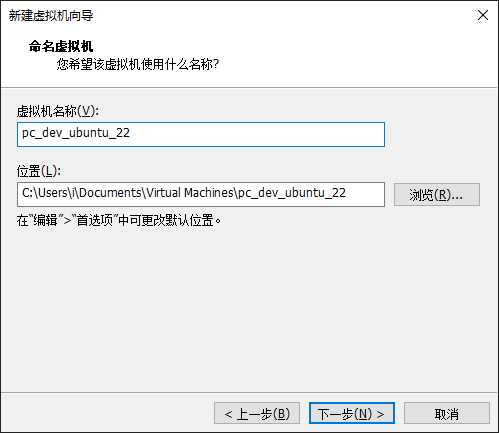 新建虚拟机向导
命名虚拟机
您希望该虚拟机使用什么名称?
虚拟机名称(V):
pc_dev_ubuntu_22
位置(L):
C:\Users\i\Documents\Virtual Machines\pc_dev_ubuntu_22
浏览(R)...
在“编辑”>“首选项”中可更改默认位置。
< 上一步(B)
下一步(N) >
取消